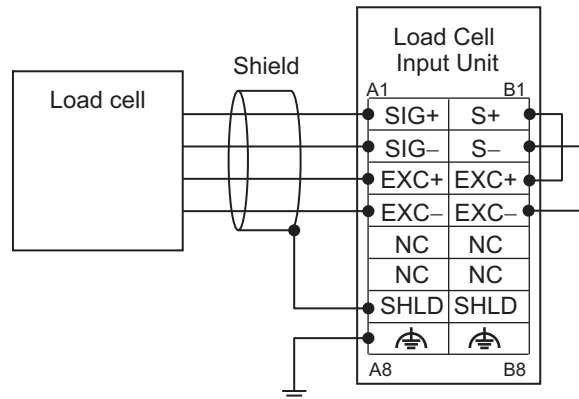 Load Cell
Input Unit
Shield
Load cell
A1 B1
SIG+ S+
SIG– S–
EXC+ EXC+
EXC– EXC–
NC NC
NC NC
SHLD SHLD
A8 B8